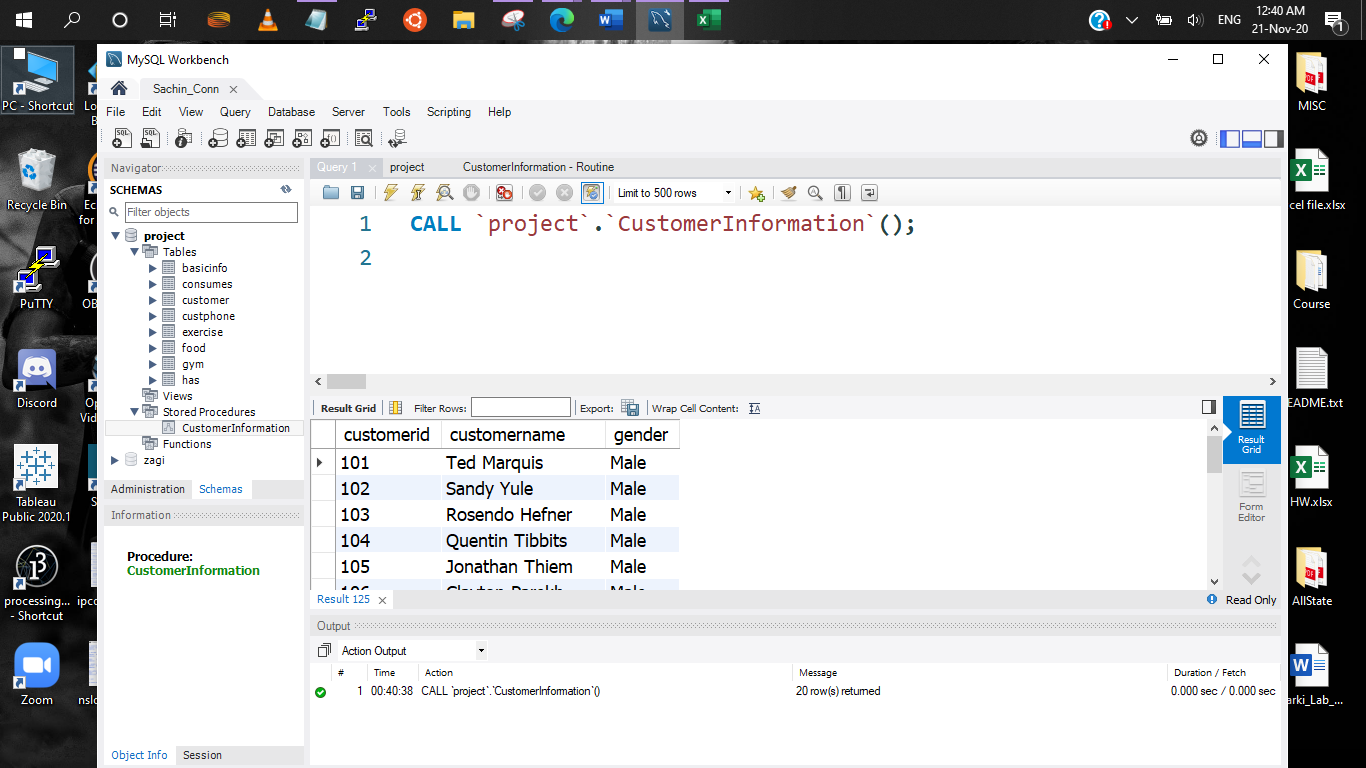 12:40 AM
ENG
21-Nov-20
1
MySQL Workbench
Sachin_Conn
File Edit View Query Database Server Tools Scripting Help
Navigator
SCHEMAS
Filter objects
project
Tables
basicinfo
consumes
customer
custphone
exercise
food
gym
has
Views
Stored Procedures
CustomerInformation
Functions
zagi
Administration Schemas
Information
Procedure:
CustomerInformation
Object Info Session
Query 1 project CustomerInformation - Routine
Limit to 500 rows
1 CALL `project`.`CustomerInformation`();
2
Result Grid Filter Rows: Export: Wrap Cell Content:
customerid customername gender
101 Ted Marquis Male
102 Sandy Yule Male
103 Rosendo Hefner Male
104 Quentin Tibbits Male
105 Jonathan Thiem Male
Result Grid
Form Editor
Result 125
Read Only
Output
Action Output
# Time Action Message Duration / Fetch
1 00:40:38 CALL `project`.`CustomerInformation`() 20 row(s) returned 0.000 sec / 0.000 sec
PC - Shortcut
Recycle Bin
PuTTY
Discord
Tableau
Public 2020.1
processing...
- Shortcut
Zoom
MISC
cel file.xlsx
Course
EADME.txt
HW.xlsx
AllState
arki_Lab_...